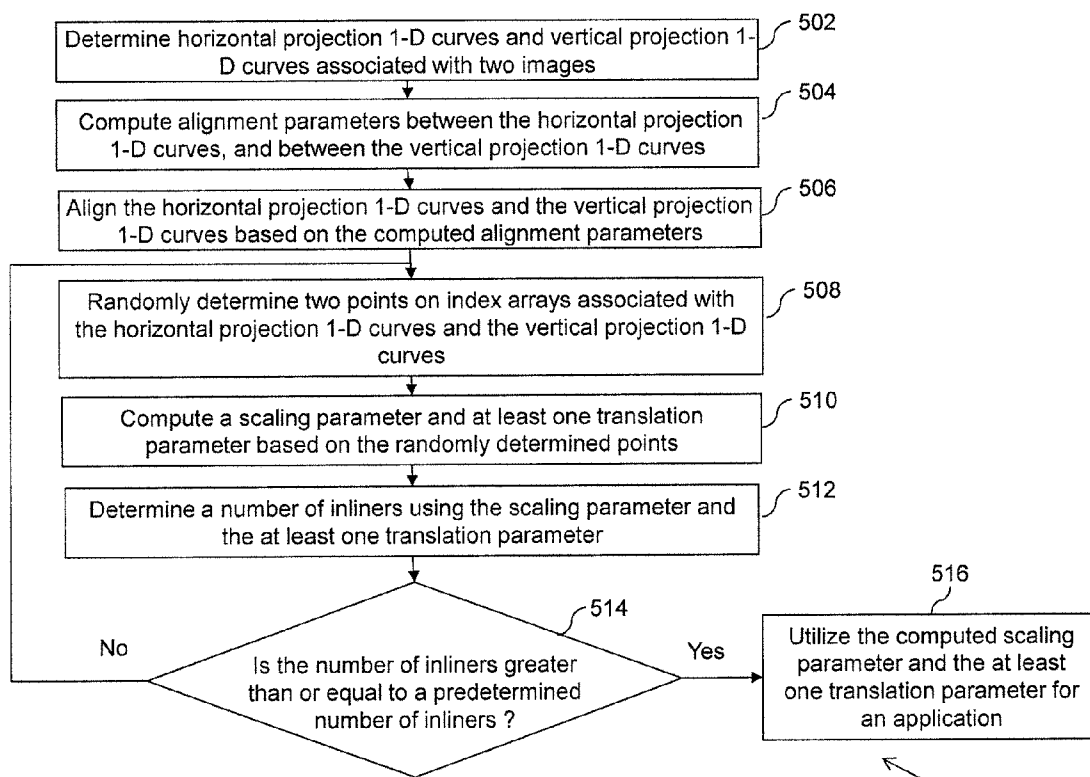 Determine horizontal projection 1-D curves and vertical projection 1-
D curves associated with two images
502
Compute alignment parameters between the horizontal projection
1-D curves, and between the vertical projection 1-D curves
504
Align the horizontal projection 1-D curves and the vertical projection
1-D curves based on the computed alignment parameters
506
Randomly determine two points on index arrays associated with
the horizontal projection 1-D curves and the vertical projection 1-D
curves
508
Compute a scaling parameter and at least one translation
parameter based on the randomly determined points
510
Determine a number of inliners using the scaling parameter and
the at least one translation parameter
512
514
No
Is the number of inliners greater
than or equal to a predetermined
number of inliners ?
Yes
516
Utilize the computed scaling
parameter and the at least
one translation parameter for
an application